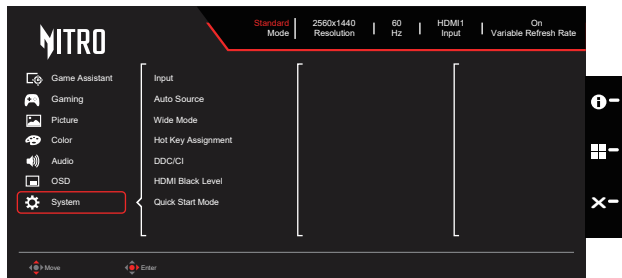 NITRO
Standard 2560x1440 60 HDMI1 On
Mode Resolution Hz Input Variable Refresh Rate
Game Assistant Input
Gaming Auto Source
Picture Wide Mode
Color Hot Key Assignment
Audio DDC/CI
OSD HDMI Black Level
System Quick Start Mode
Move Enter